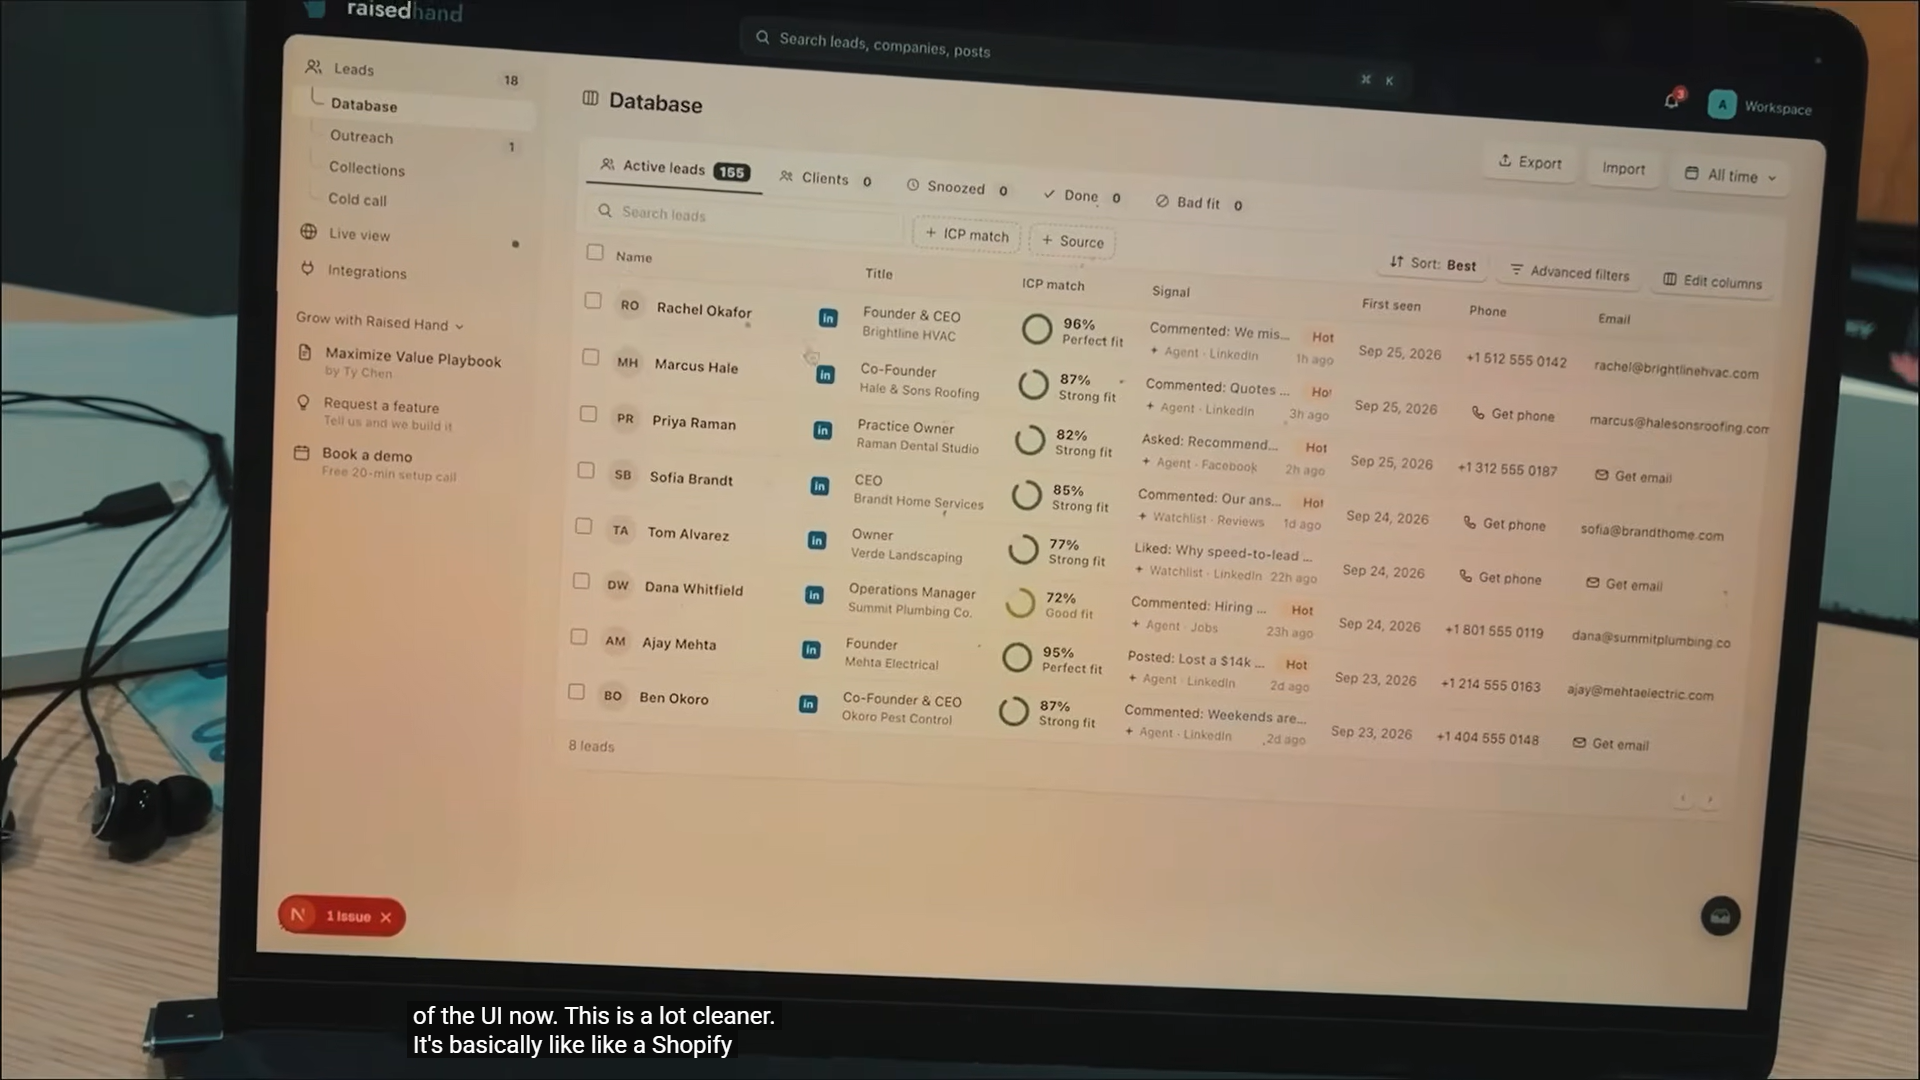 raisedhand
Search leads, companies, posts
⌘ K
3
A Workspace
Leads 18
Database
Outreach 1
Collections
Cold call
Live view
Integrations
Grow with Raised Hand
Maximize Value Playbook
by Ty Chen
Request a feature
Tell us and we build it
Book a demo
Free 20-min setup call
Database
Export
Import
All time
Active leads 155
Clients 0
Snoozed 0
Done 0
Bad fit 0
Search leads
+ ICP match
+ Source
Sort: Best
Advanced filters
Edit columns
Name Title ICP match Signal First seen Phone Email
RO Rachel Okafor in Founder & CEO 96% Commented: We mis... Hot Sep 25, 2026 +1 512 555 0142 rachel@brightlinehvac.com
Brightline HVAC Perfect fit Agent · LinkedIn 1h ago
MH Marcus Hale in Co-Founder 87% Commented: Quotes ... Hot Sep 25, 2026 Get phone marcus@halesonsroofing.com
Hale & Sons Roofing Strong fit Agent · LinkedIn 3h ago
PR Priya Raman in Practice Owner 82% Asked: Recommend... Hot Sep 25, 2026 +1 312 555 0187 Get email
Raman Dental Studio Strong fit Agent · Facebook 2h ago
SB Sofia Brandt in CEO 85% Commented: Our ans... Hot Sep 24, 2026 Get phone sofia@brandthome.com
Brandt Home Services Strong fit Watchlist · Reviews 1d ago
TA Tom Alvarez in Owner 77% Liked: Why speed-to-lead ... Sep 24, 2026 Get phone Get email
Verde Landscaping Strong fit Watchlist · LinkedIn 22h ago
DW Dana Whitfield in Operations Manager 72% Commented: Hiring ... Hot Sep 24, 2026 +1 801 555 0119 dana@summitplumbing.co
Summit Plumbing Co. Good fit Agent · Jobs 23h ago
AM Ajay Mehta in Founder 95% Posted: Lost a $14k ... Hot Sep 23, 2026 +1 214 555 0163 ajay@mehtaelectric.com
Mehta Electrical Perfect fit Agent · LinkedIn 2d ago
BO Ben Okoro in Co-Founder & CEO 87% Commented: Weekends are... Sep 23, 2026 +1 404 555 0148 Get email
Okoro Pest Control Strong fit Agent · LinkedIn 2d ago
8 leads
N 1 Issue
of the UI now. This is a lot cleaner.
It's basically like like a Shopify